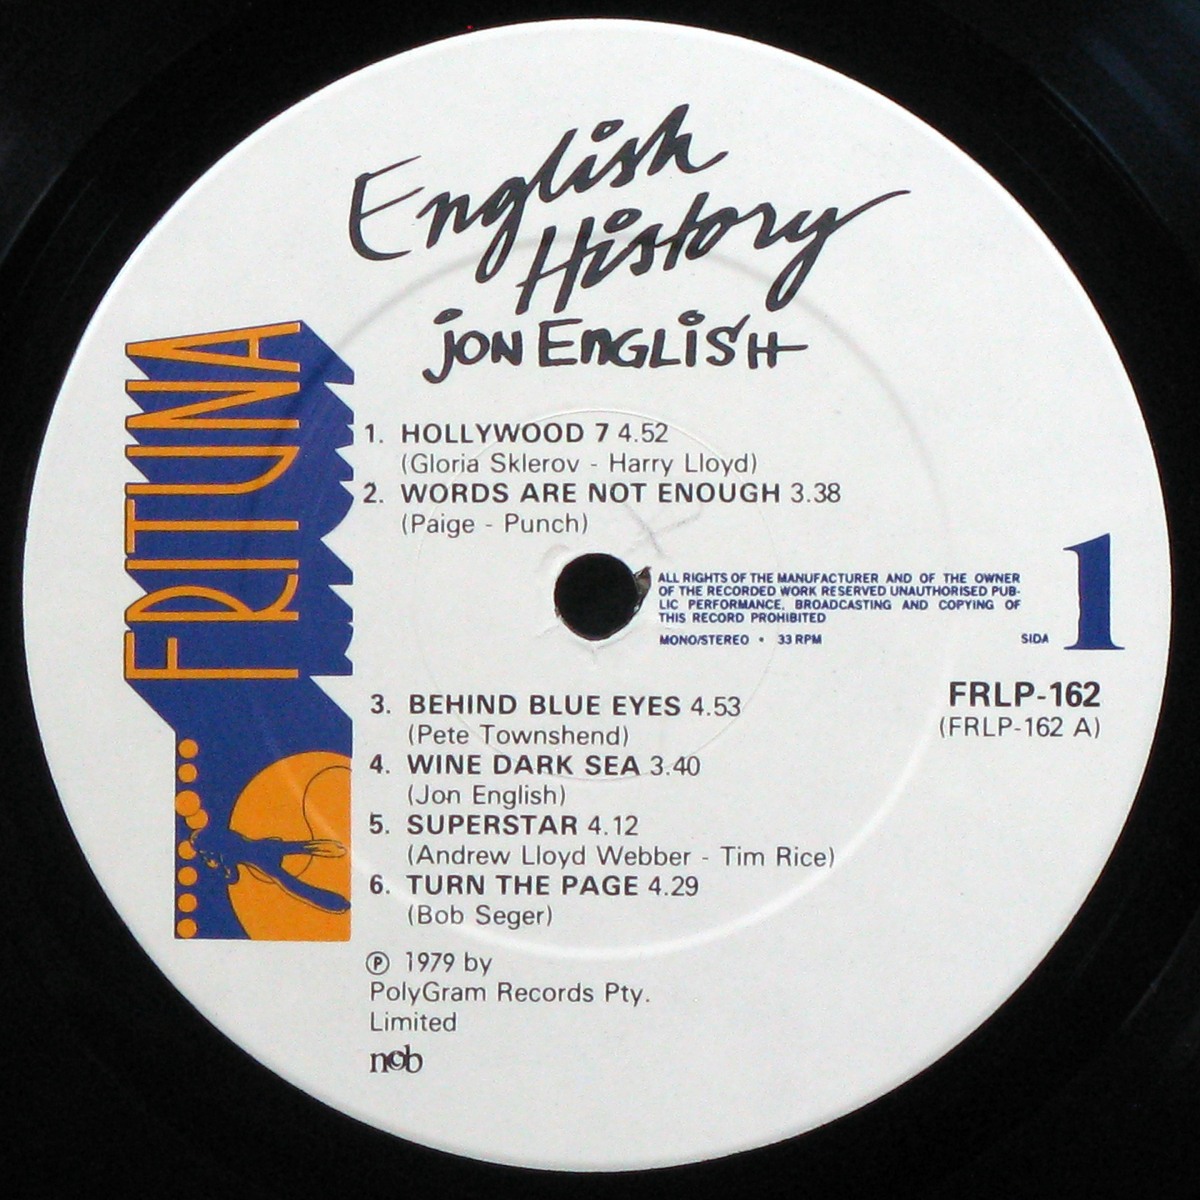 English
History
jon ENGLISH
FRITUNA
1. HOLLYWOOD 7 4.52
(Gloria Sklerov - Harry Lloyd)
2. WORDS ARE NOT ENOUGH 3.38
(Paige - Punch)
ALL RIGHTS OF THE MANUFACTURER AND OF THE OWNER
OF THE RECORDED WORK RESERVED UNAUTHORISED PUB-
LIC PERFORMANCE, BROADCASTING AND COPYING OF
THIS RECORD PROHIBITED
MONO/STEREO • 33 RPM
SIDA 1
FRLP-162
(FRLP-162 A)
3. BEHIND BLUE EYES 4.53
(Pete Townshend)
4. WINE DARK SEA 3.40
(Jon English)
5. SUPERSTAR 4.12
(Andrew Lloyd Webber - Tim Rice)
6. TURN THE PAGE 4.29
(Bob Seger)
℗ 1979 by
PolyGram Records Pty.
Limited
ncb